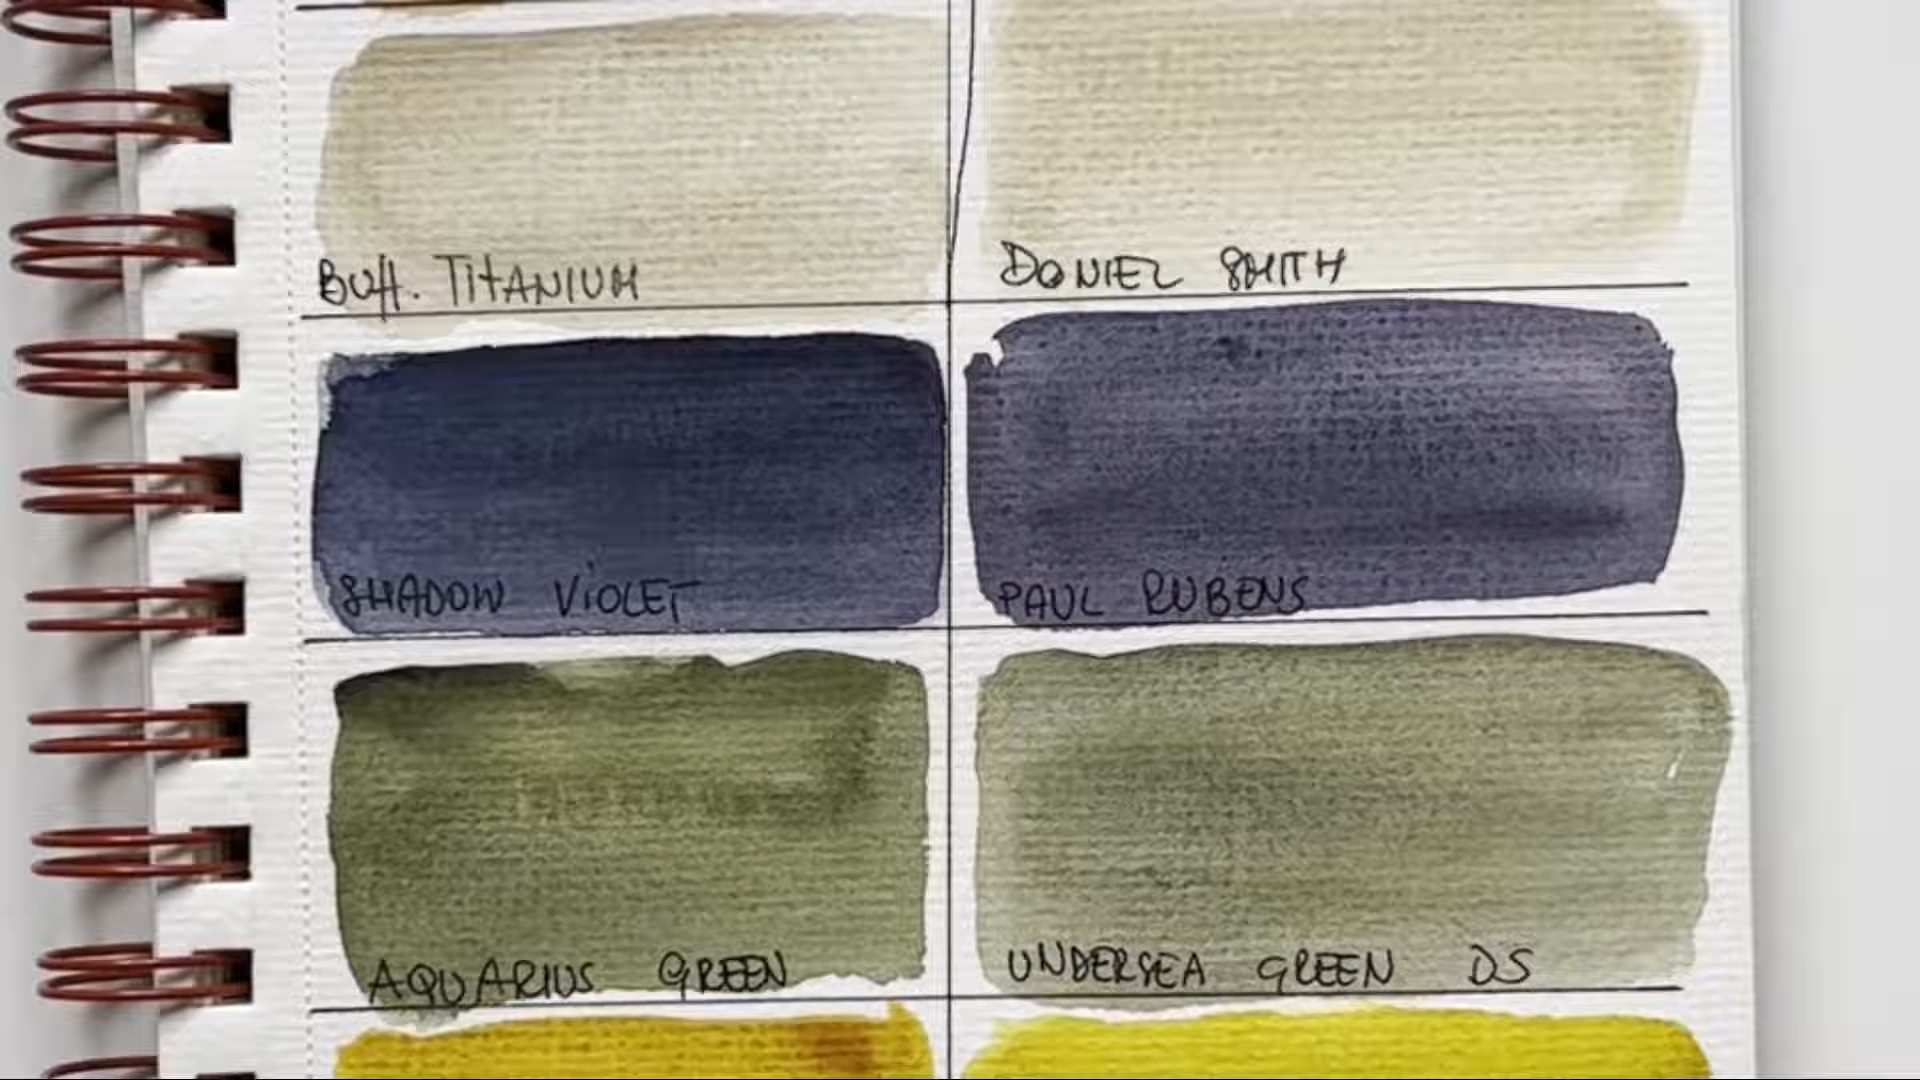 Buff. TITANIUM
DANIEL SMITH
SHADOW VIOLET
PAUL RUBENS
AQUARIUS GREEN
UNDERSEA GREEN DS